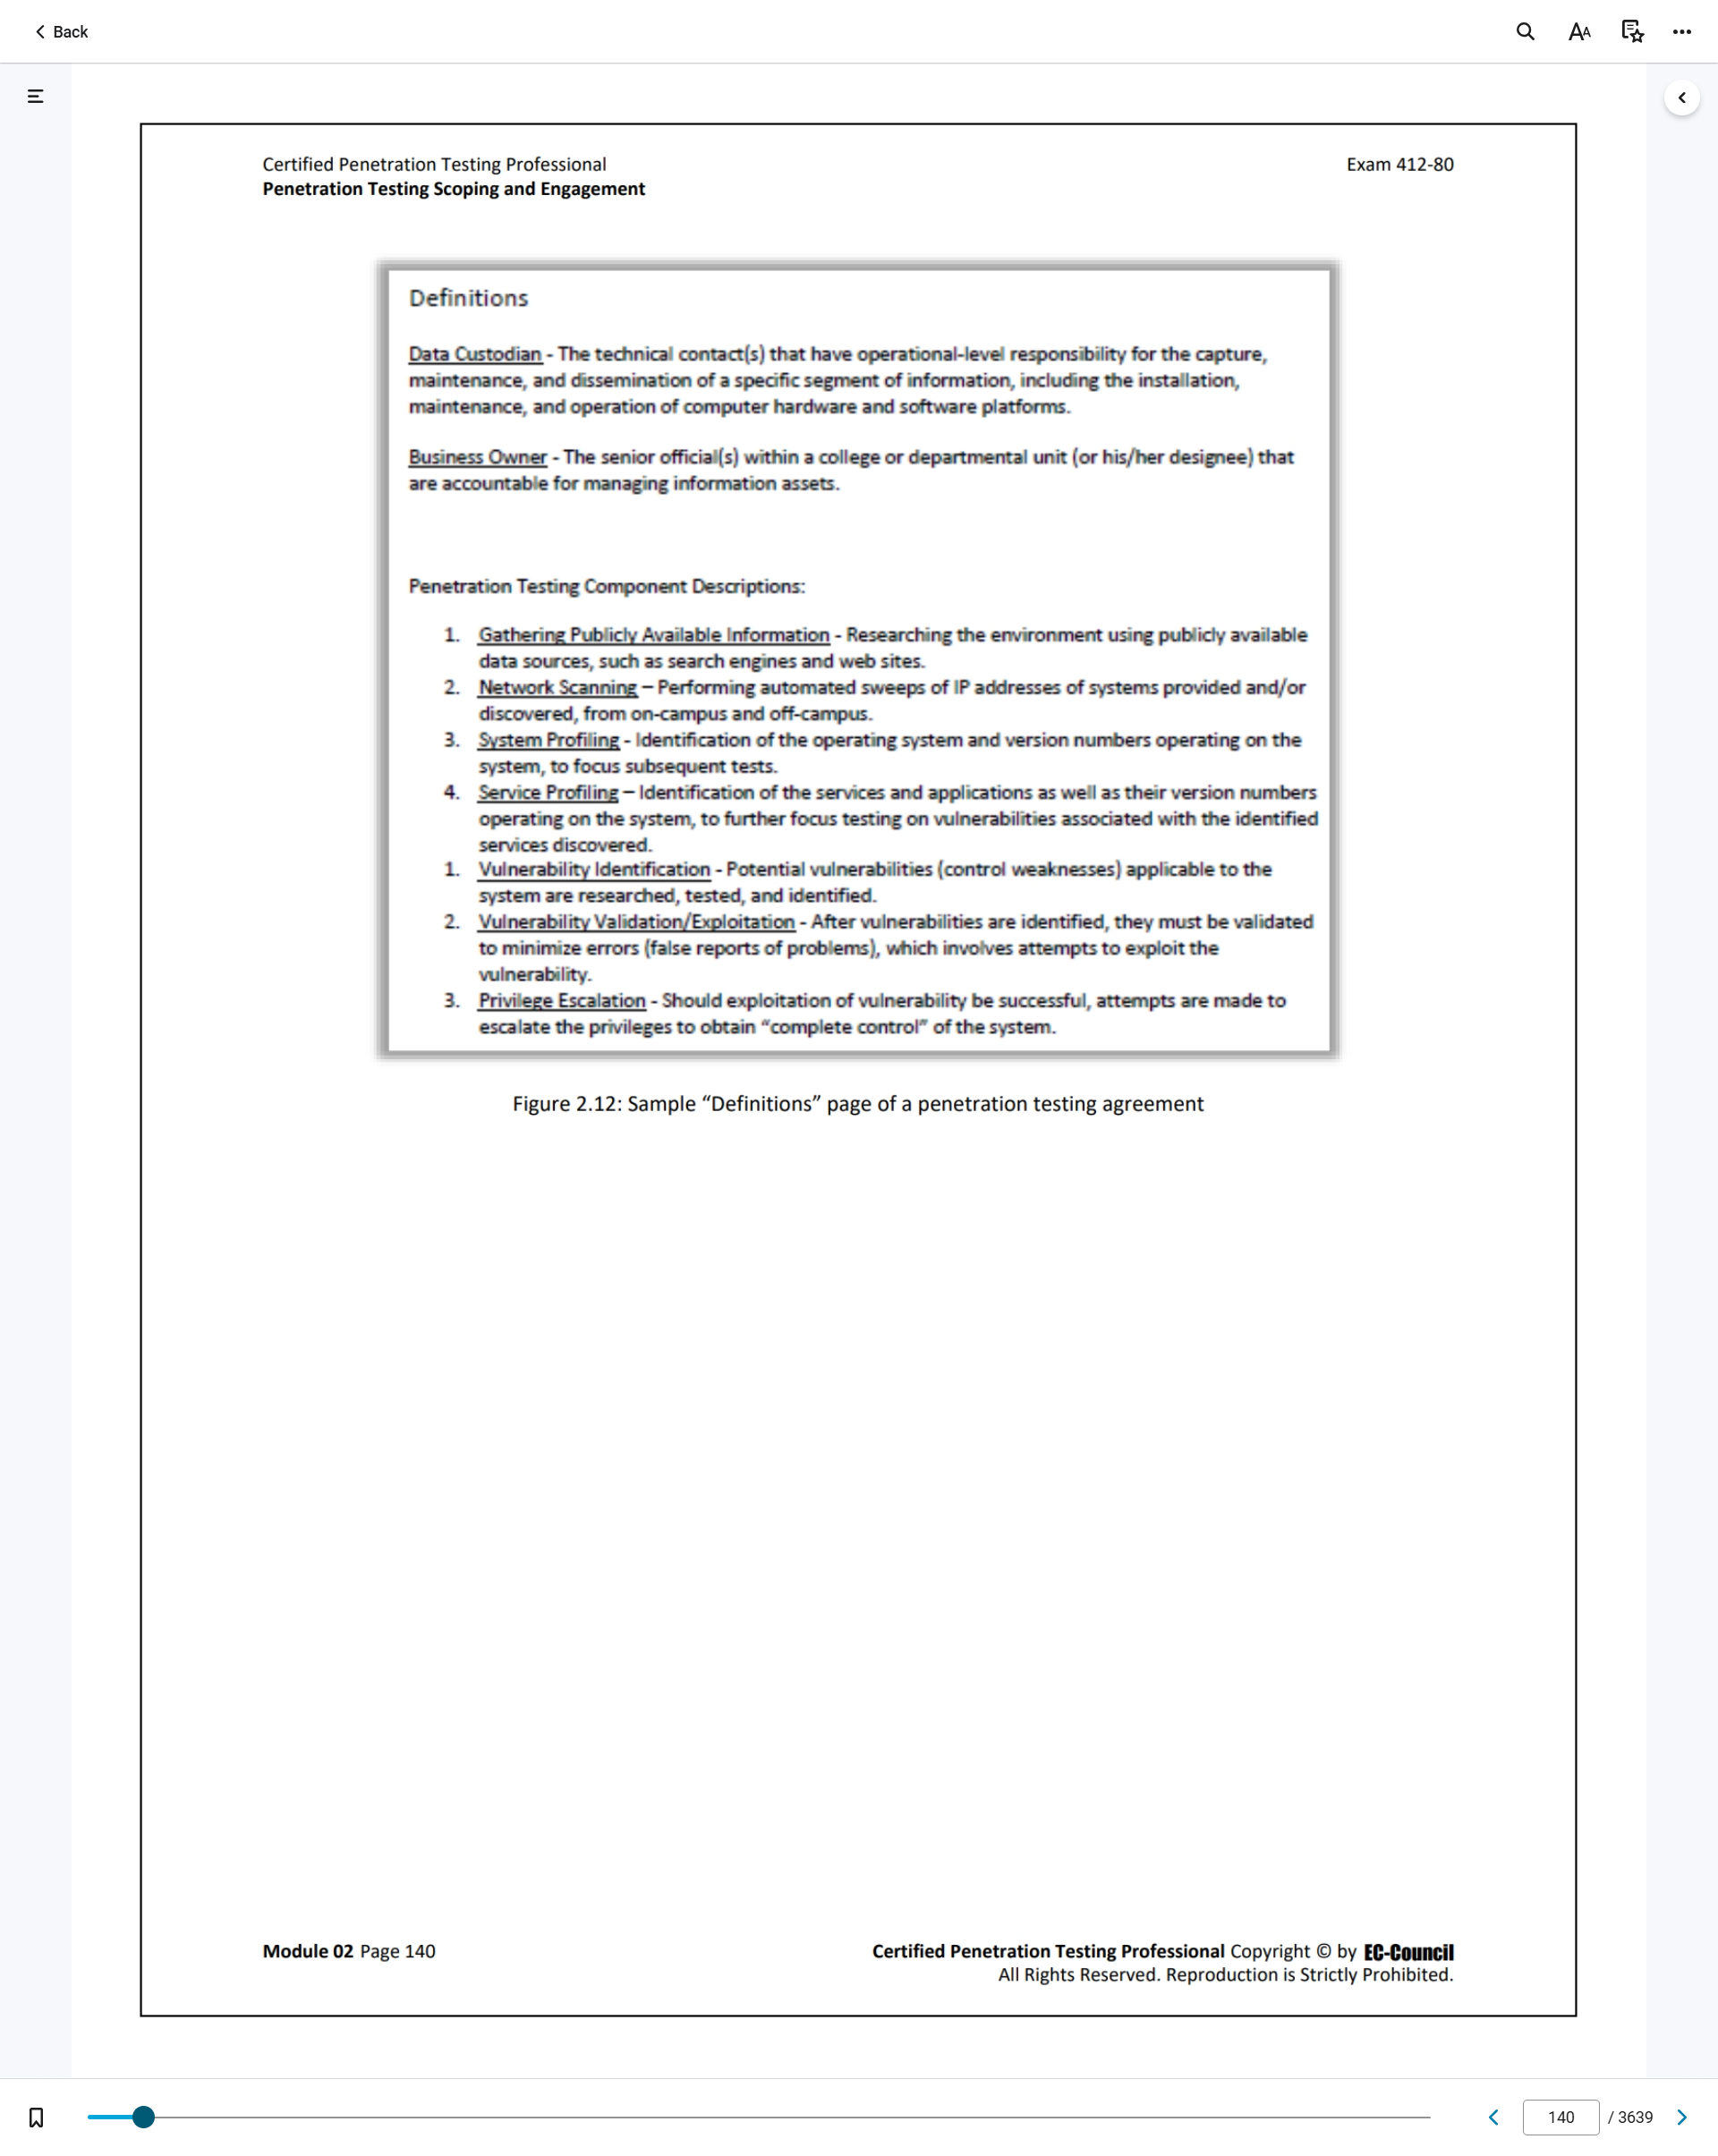 Back
Certified Penetration Testing Professional
Exam 412-80
Penetration Testing Scoping and Engagement
Definitions
Data Custodian - The technical contact(s) that have operational-level responsibility for the capture,
maintenance, and dissemination of a specific segment of information, including the installation,
maintenance, and operation of computer hardware and software platforms.
Business Owner - The senior official(s) within a college or departmental unit (or his/her designee) that
are accountable for managing information assets.
Penetration Testing Component Descriptions:
1. Gathering Publicly Available Information - Researching the environment using publicly available
data sources, such as search engines and web sites.
2. Network Scanning – Performing automated sweeps of IP addresses of systems provided and/or
discovered, from on-campus and off-campus.
3. System Profiling - Identification of the operating system and version numbers operating on the
system, to focus subsequent tests.
4. Service Profiling – Identification of the services and applications as well as their version numbers
operating on the system, to further focus testing on vulnerabilities associated with the identified
services discovered.
1. Vulnerability Identification - Potential vulnerabilities (control weaknesses) applicable to the
system are researched, tested, and identified.
2. Vulnerability Validation/Exploitation - After vulnerabilities are identified, they must be validated
to minimize errors (false reports of problems), which involves attempts to exploit the
vulnerability.
3. Privilege Escalation - Should exploitation of vulnerability be successful, attempts are made to
escalate the privileges to obtain “complete control” of the system.
Figure 2.12: Sample “Definitions” page of a penetration testing agreement
Module 02 Page 140
Certified Penetration Testing Professional Copyright © by EC-Council
All Rights Reserved. Reproduction is Strictly Prohibited.
140 / 3639